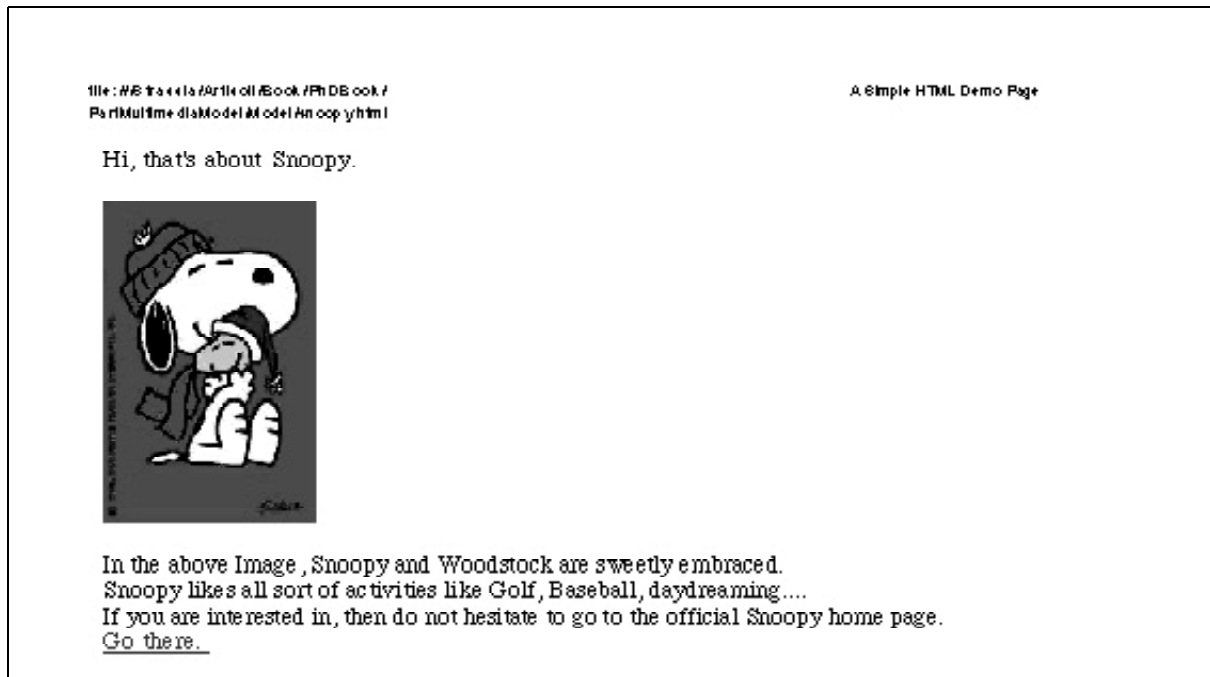 A Simple HTML Demo Page
Hi, that's about Snoopy.
In the above Image, Snoopy and Woodstock are sweetly embraced.
Snoopy likes all sort of activities like Golf, Baseball, daydreaming....
If you are interested in, then do not hesitate to go to the official Snoopy home page.
Go there.